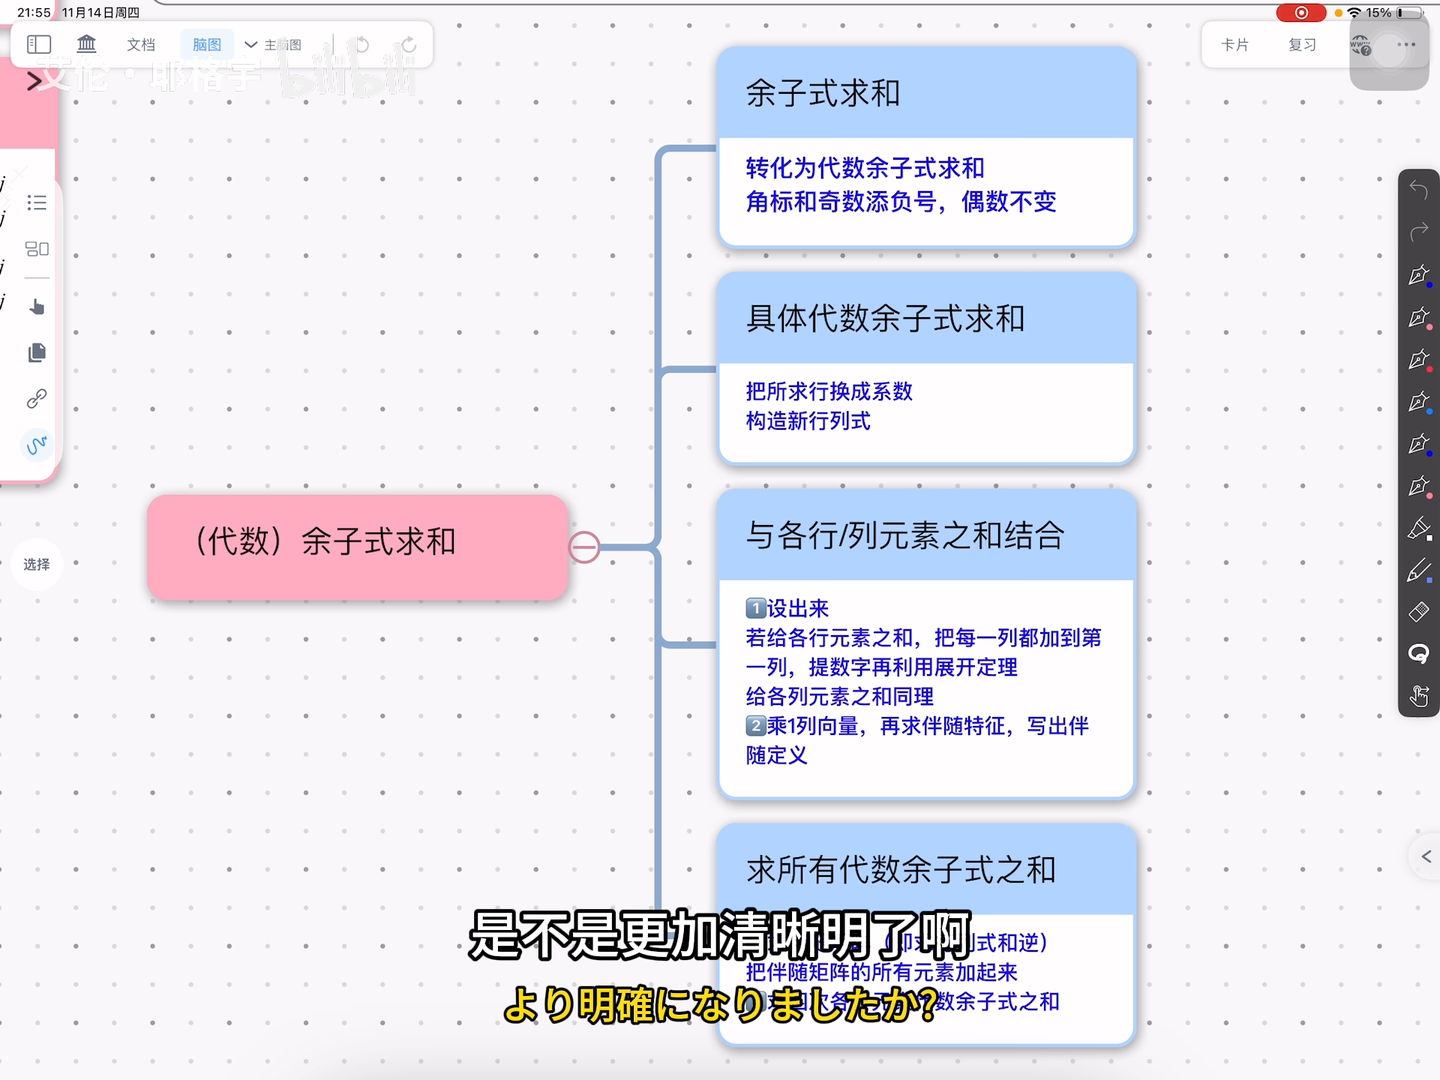 21:55 11月14日周四
15%
文档
脑图
主脑图
卡片
复习
艾伦·耶格宇 bilibili
选择
(代数)余子式求和
余子式求和
转化为代数余子式求和
角标和奇数添负号，偶数不变
具体代数余子式求和
把所求行换成系数
构造新行列式
与各行/列元素之和结合
1设出来
若给各行元素之和，把每一列都加到第
一列，提数字再利用展开定理
给各列元素之和同理
2乘1列向量，再求伴随特征，写出伴
随定义
求所有代数余子式之和
式和逆）
把伴随矩阵的所有元素加起来
数余子式之和
是不是更加清晰明了啊
より明確になりましたか?